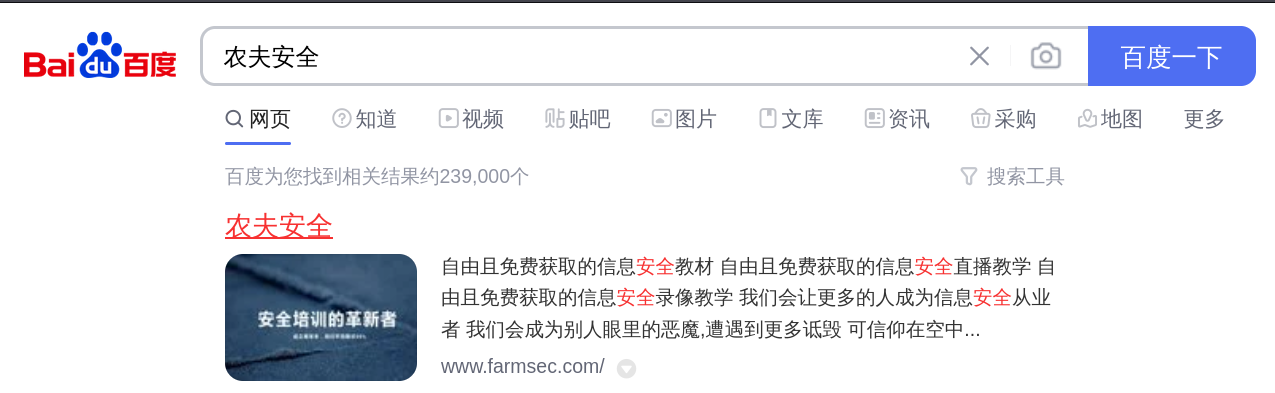 Bai du 百度
农夫安全
百度一下
网页 知道 视频 贴吧 图片 文库 资讯 采购 地图 更多
百度为您找到相关结果约239,000个
搜索工具
农夫安全
安全培训的革新者
自由且免费获取的信息安全教材 自由且免费获取的信息安全直播教学 自
由且免费获取的信息安全录像教学 我们会让更多的人成为信息安全从业
者 我们会成为别人眼里的恶魔,遭遇到更多诋毁 可信仰在空中...
www.farmsec.com/